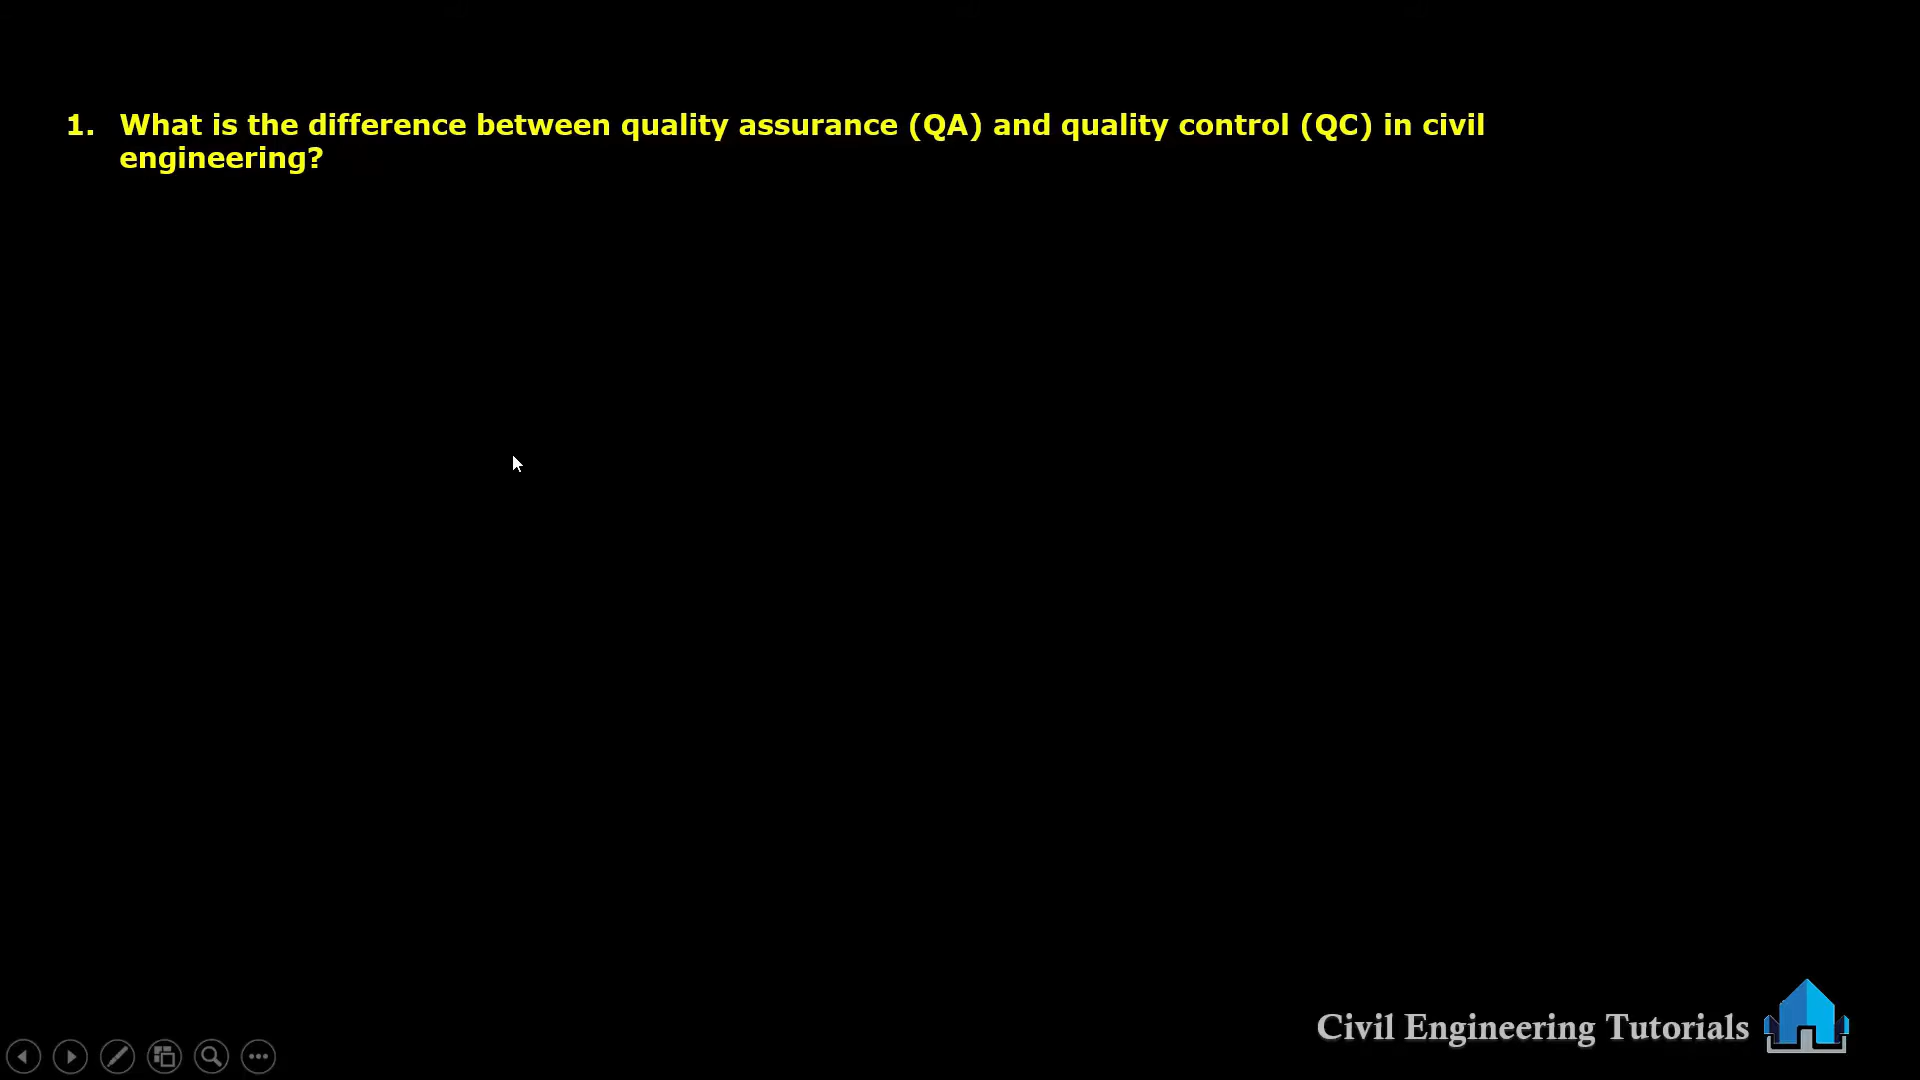 1. What is the difference between quality assurance (QA) and quality control (QC) in civil
engineering?
Civil Engineering Tutorials